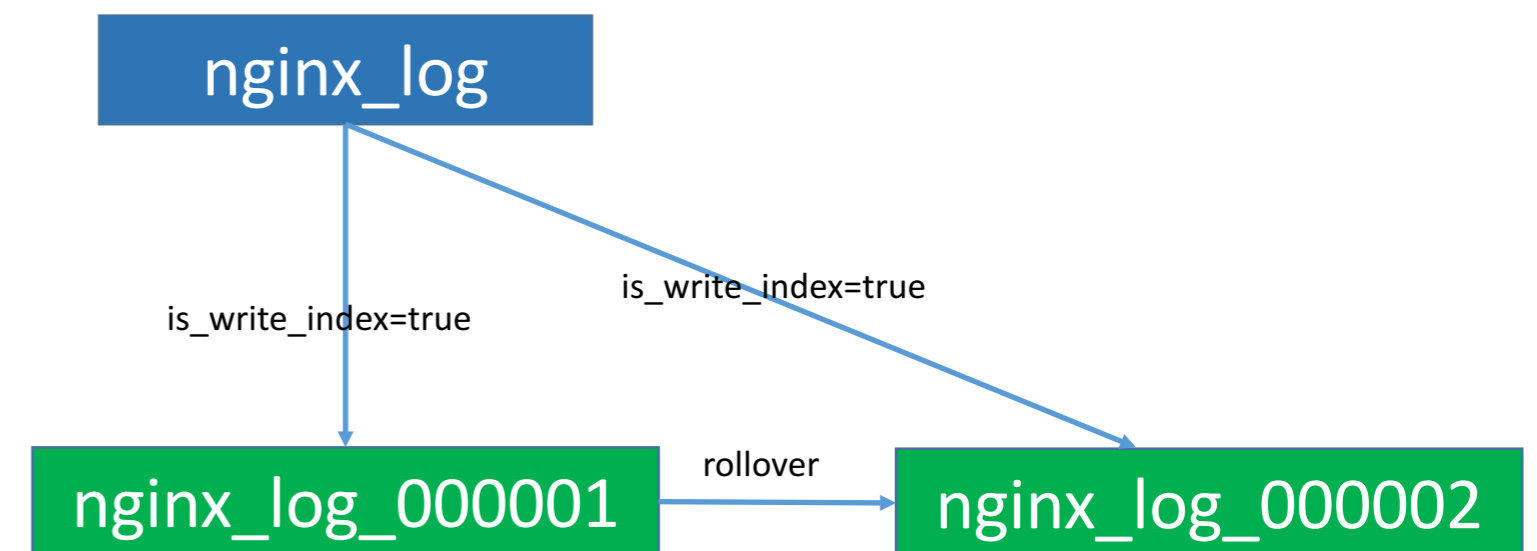 nginx_log
is_write_index=true
is_write_index=true
rollover
nginx_log_000001
nginx_log_000002